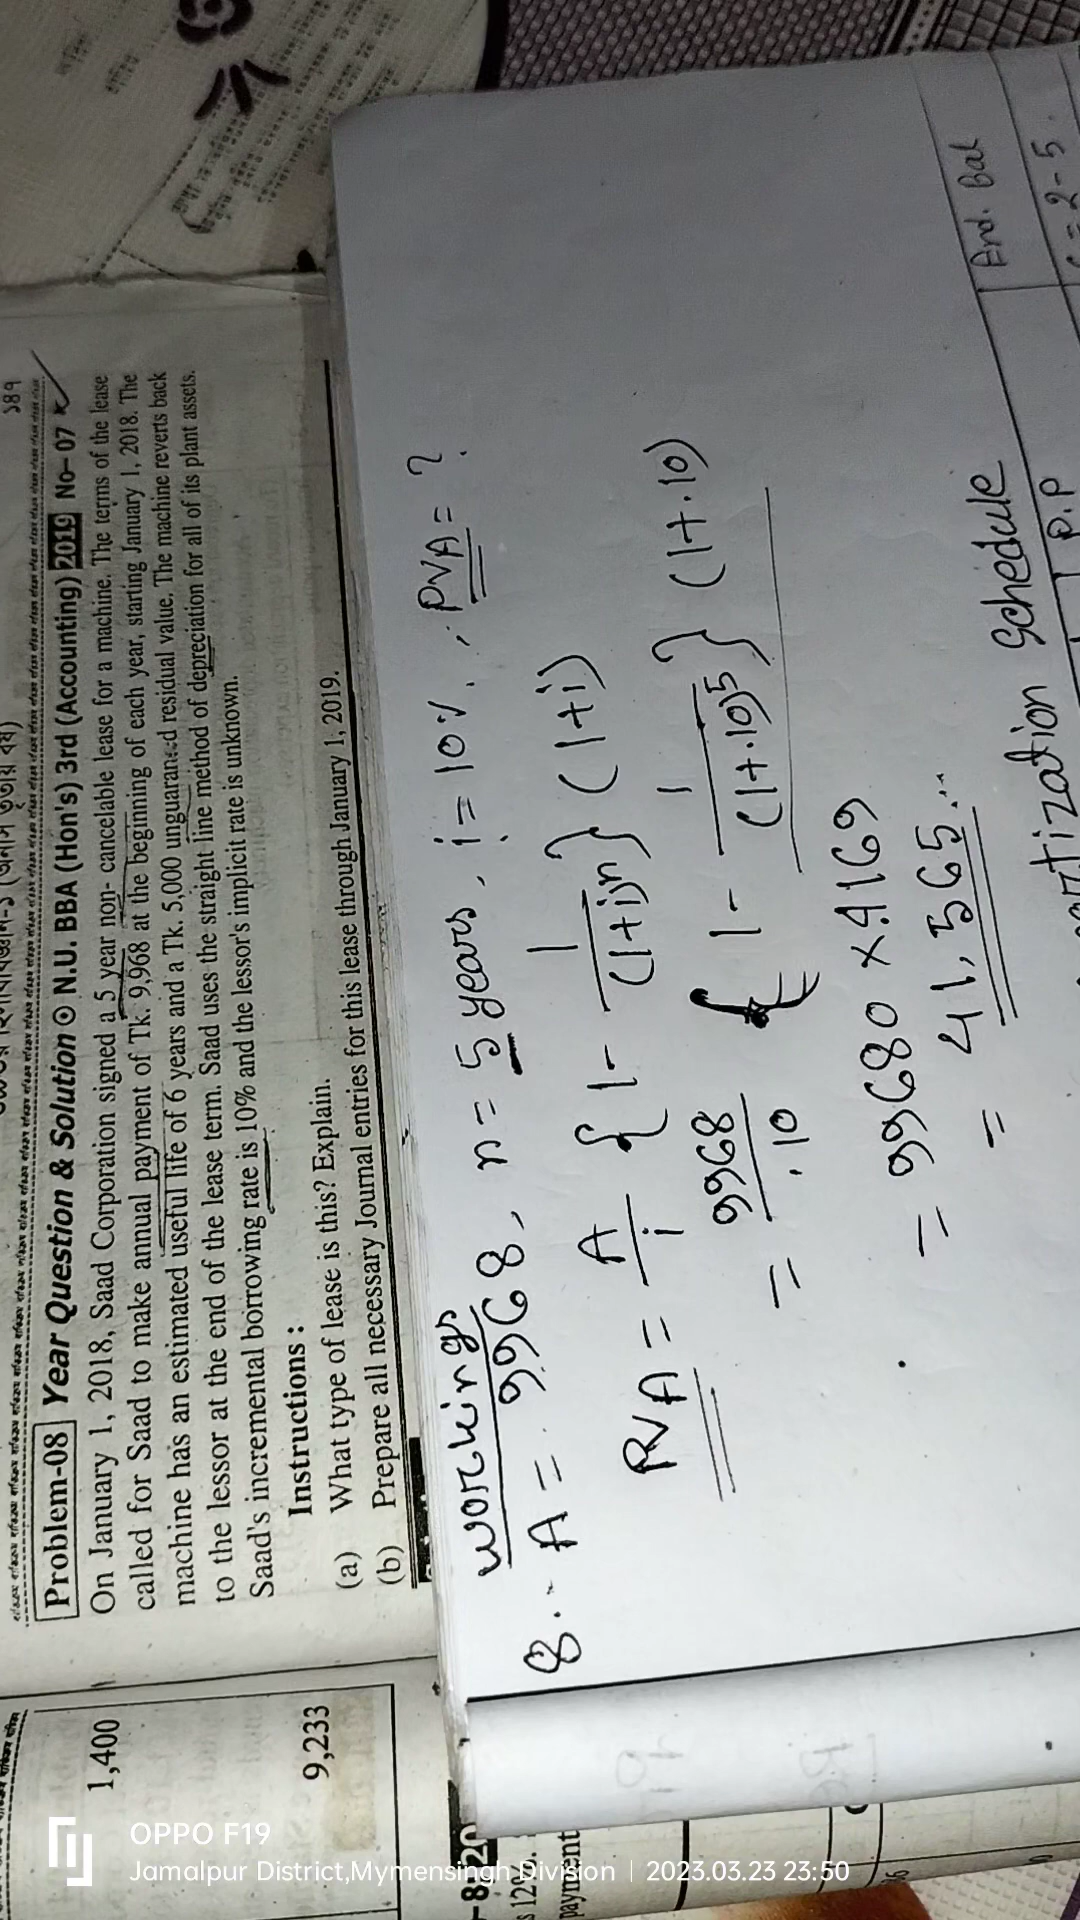 189
Problem-08 Year Question & Solution ⊙ N.U. BBA (Hon's) 3rd (Accounting) 2019 No– 07
On January 1, 2018, Saad Corporation signed a 5 year non- cancelable lease for a machine. The terms of the lease
called for Saad to make annual payment of Tk. 9,968 at the beginning of each year, starting January 1, 2018. The
machine has an estimated useful life of 6 years and a Tk. 5,000 unguaranteed residual value. The machine reverts back
to the lessor at the end of the lease term. Saad uses the straight line method of depreciation for all of its plant assets.
Saad's incremental borrowing rate is 10% and the lessor's implicit rate is unknown.
Instructions :
(a) What type of lease is this? Explain.
(b) Prepare all necessary Journal entries for this lease through January 1, 2019.
1,400
9,233
workings
8. A = 9968, n = 5 years, i = 10%, PVA = ?
PVA = A/i {1 - 1/(1+i)n} (1+i)
= 9968/.10 {1 - 1/(1+.10)5} (1+.10)
= 99680 x .4169
= 41,565...
schedule
P.P
End. Bal
= 2-5
payment
OPPO F19
Jamalpur District,Mymensingh Division | 2023.03.23 23:50